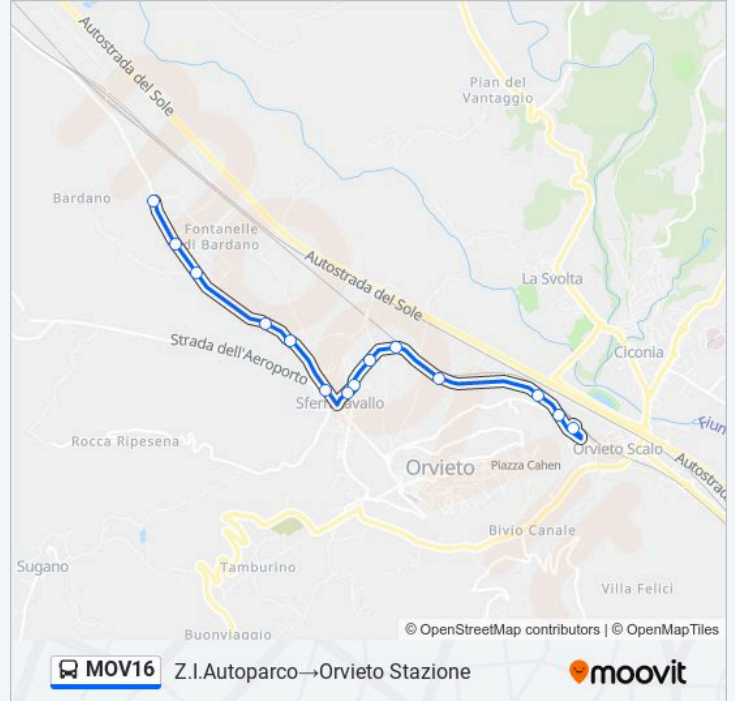 Autostrada del Sole
Pian del
Vantaggio
Bardano
Fontanelle
di Bardano
Autostrada del Sole
La Svolta
Strada dell'Aeroporto
Ciconia
Sferracavallo
Fiun
Rocca Ripesena
Orvieto
Piazza Cahen
Orvieto Scalo
Autostrad
Bivio Canale
Sugano
Tamburino
Villa Felici
Buonviaggio
© OpenStreetMap contributors | © OpenMapTiles
MOV16 Z.I.Autoparco→Orvieto Stazione moovit